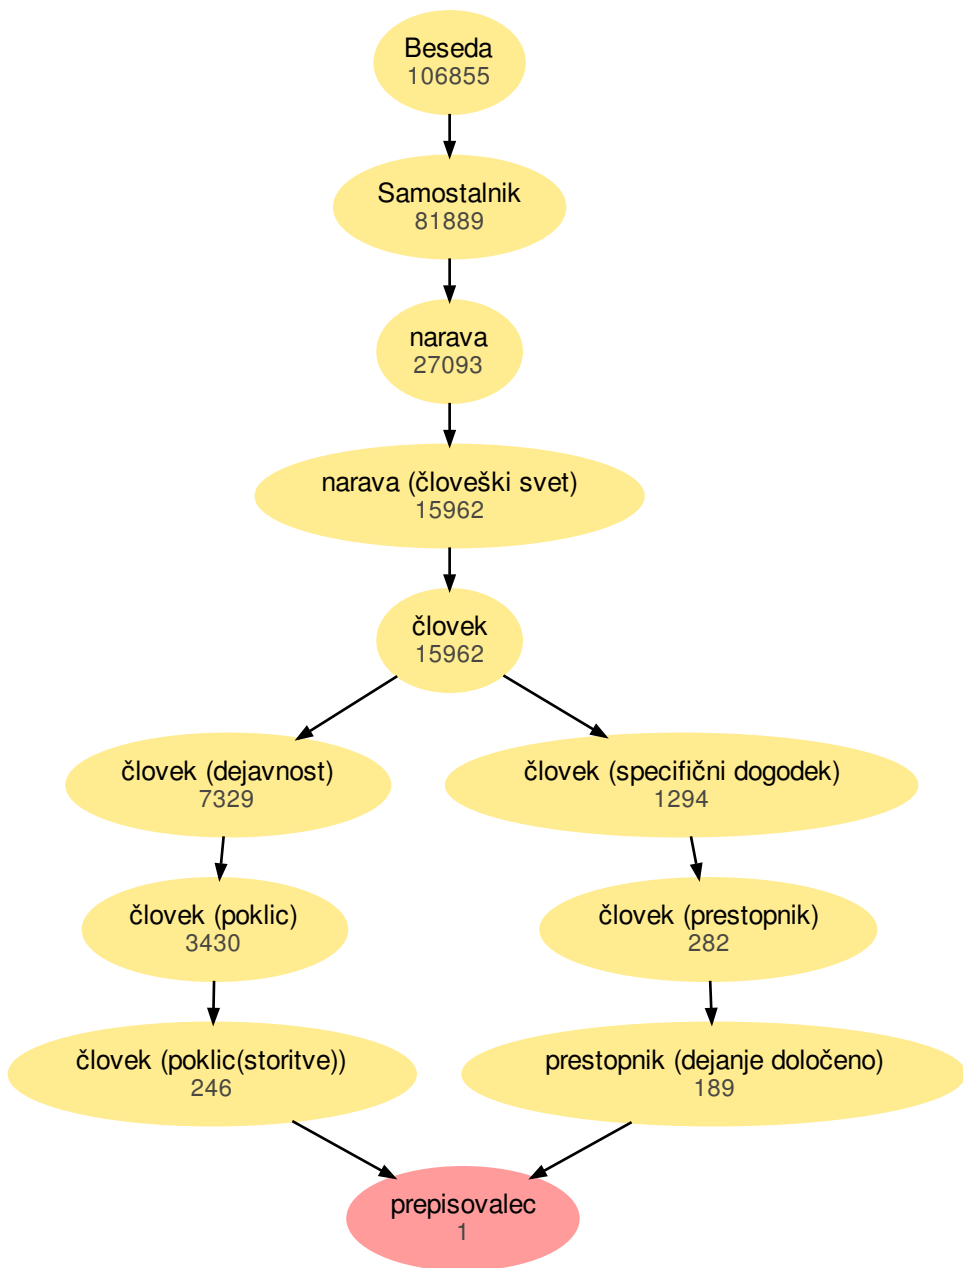 Beseda
106855
Samostalnik
81889
narava
27093
narava (človeški svet)
15962
človek
15962
človek (dejavnost)
7329
človek (specifični dogodek)
1294
človek (poklic)
3430
človek (prestopnik)
282
človek (poklic(storitve))
246
prestopnik (dejanje določeno)
189
prepisovalec
1